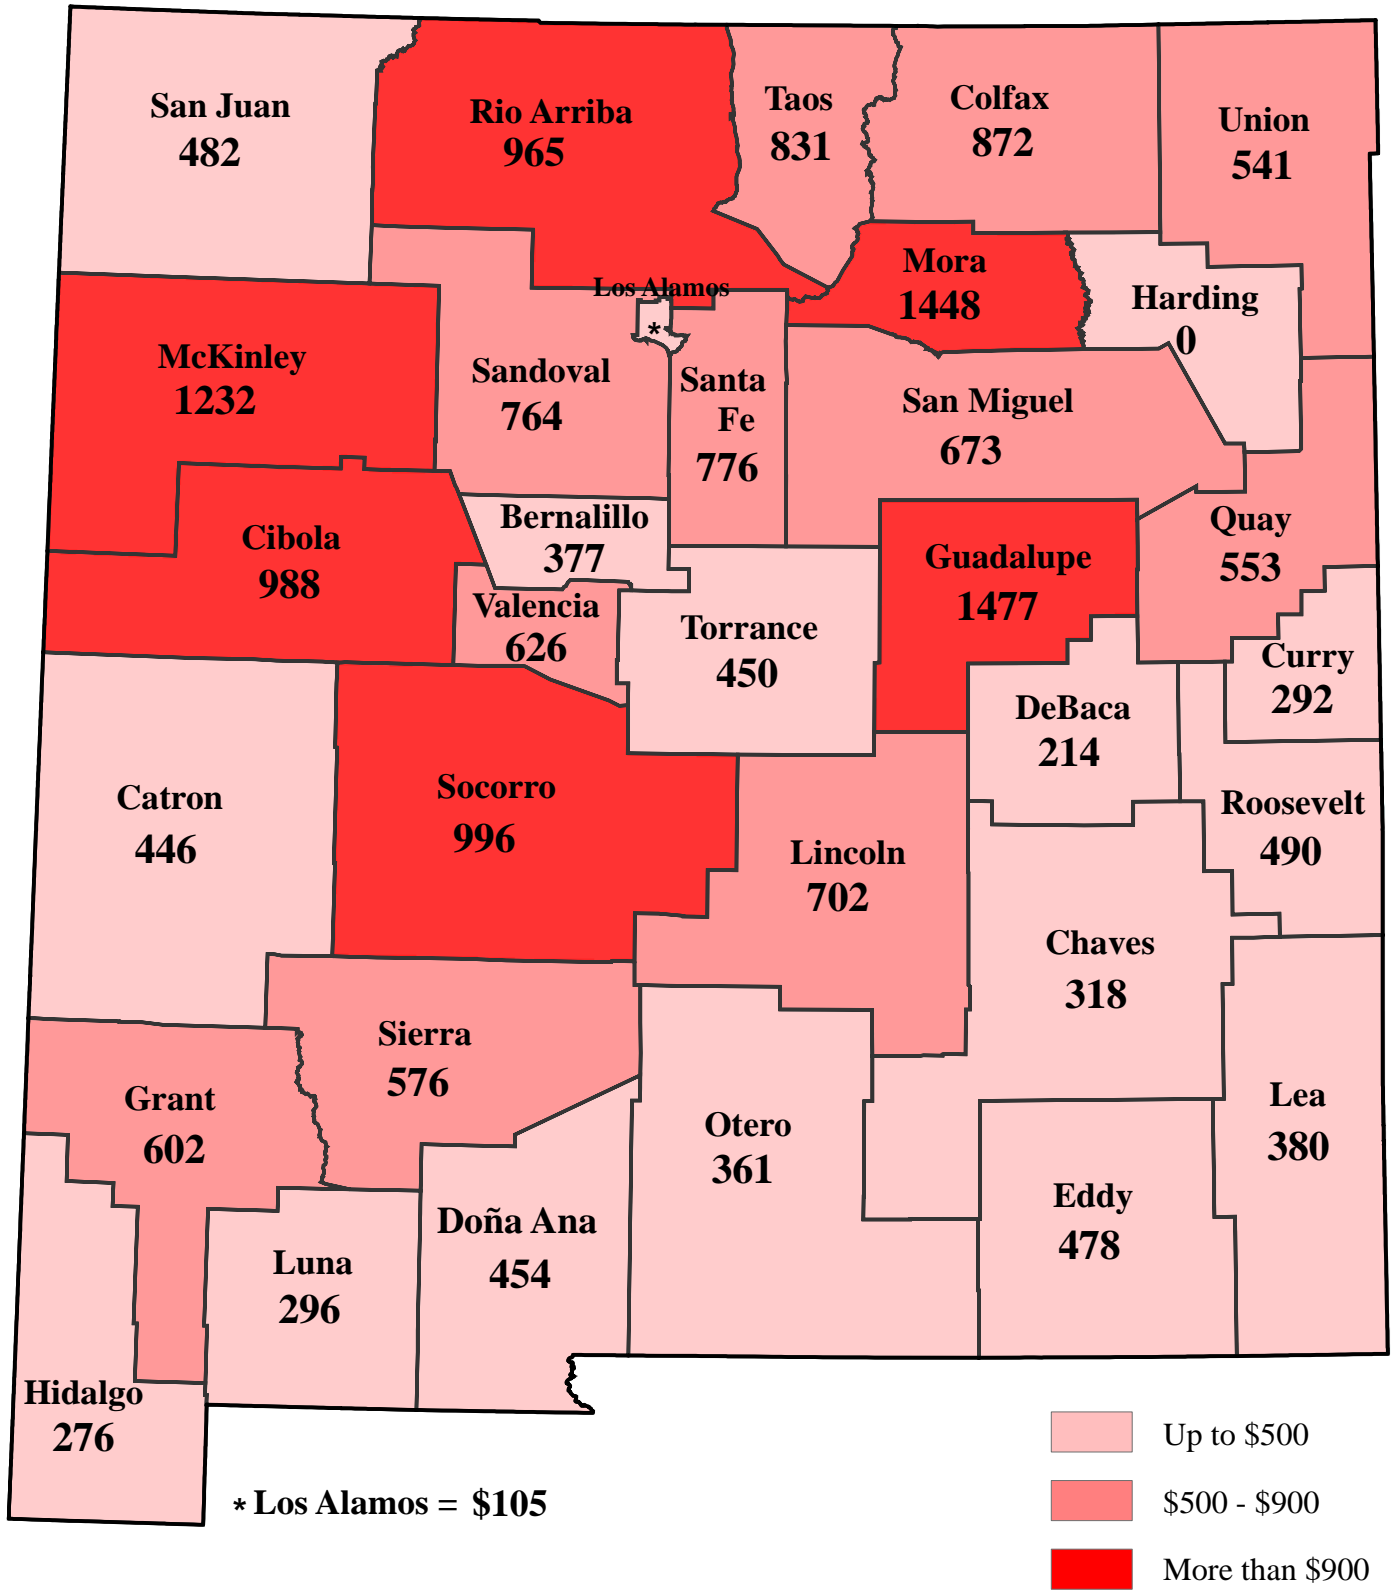 San Juan
482
Rio Arriba
965
Taos
831
Colfax
872
Union
541
Mora
1448
Los Alamos
*
Harding
0
McKinley
1232
Sandoval
764
Santa
Fe
776
San Miguel
673
Cibola
988
Bernalillo
377
Guadalupe
1477
Quay
553
Valencia
626
Torrance
450
Curry
292
DeBaca
214
Catron
446
Socorro
996
Lincoln
702
Roosevelt
490
Chaves
318
Sierra
576
Grant
602
Otero
361
Lea
380
Eddy
478
Doña Ana
454
Luna
296
Hidalgo
276
* Los Alamos = $105
Up to $500
$500 - $900
More than $900